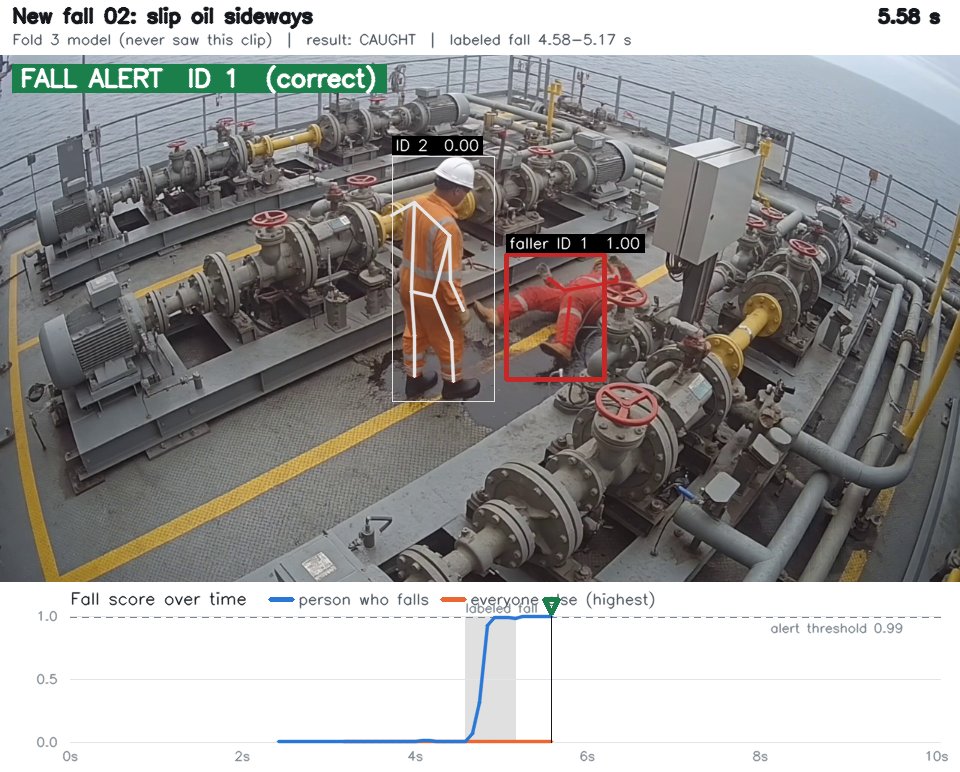 New fall 02: slip oil sideways
5.58 s
Fold 3 model (never saw this clip) | result: CAUGHT | labeled fall 4.58–5.17 s
FALL ALERT ID 1 (correct)
ID 2 0.00
faller ID 1 1.00
Fall score over time
person who falls
everyone else (highest)
labeled fall
alert threshold 0.99
1.0
0.5
0.0
0s
2s
4s
6s
8s
10s